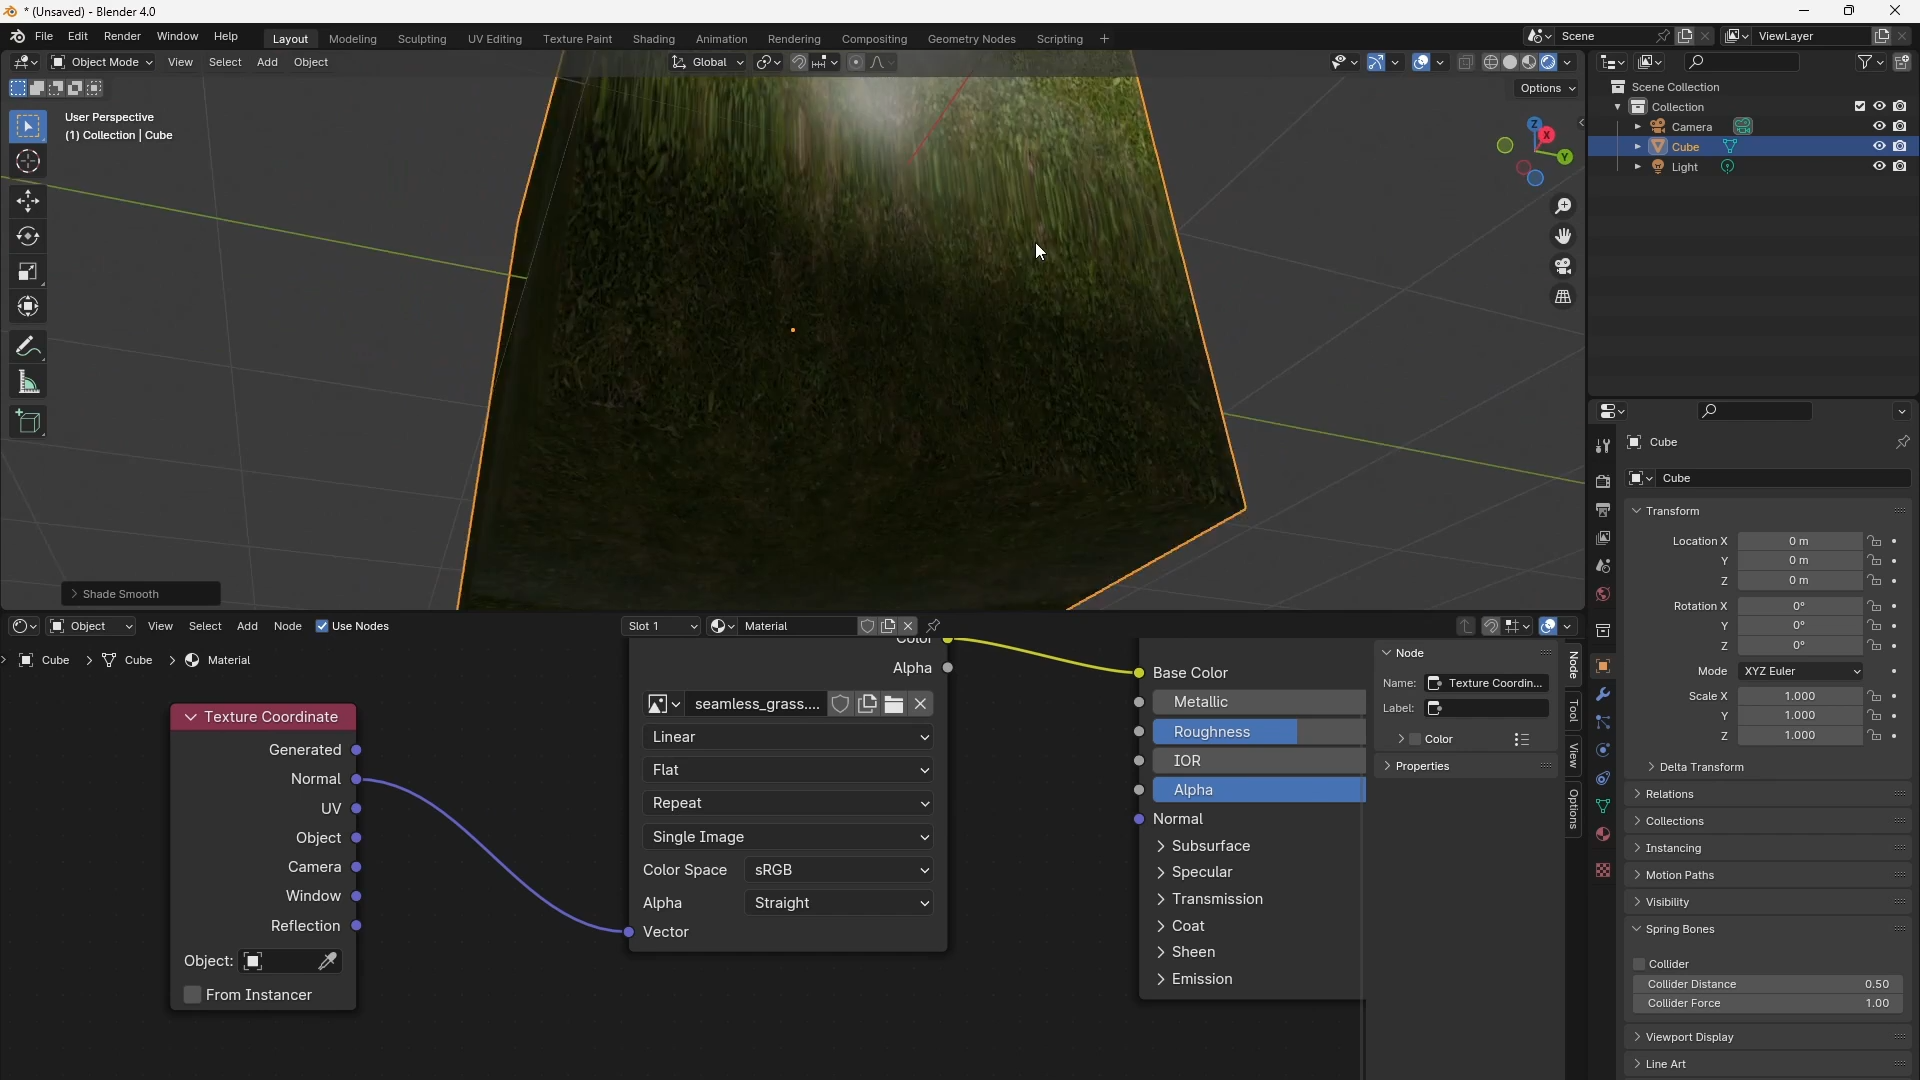 * (Unsaved) - Blender 4.0
File Edit Render Window Help
Layout Modeling Sculpting UV Editing Texture Paint Shading Animation Rendering Compositing Geometry Nodes Scripting +
Scene
ViewLayer
Object Mode View Select Add Object
Global
Options
User Perspective
(1) Collection | Cube
Z
X
Y
Shade Smooth
Scene Collection
Collection
Camera
Cube
Light
Cube
Cube
Transform
Location X 0 m
Y 0 m
Z 0 m
Rotation X 0°
Y 0°
Z 0°
Mode XYZ Euler
Scale X 1.000
Y 1.000
Z 1.000
Delta Transform
Relations
Collections
Instancing
Motion Paths
Visibility
Spring Bones
Collider
Collider Distance 0.50
Collider Force 1.00
Viewport Display
Line Art
Object View Select Add Node Use Nodes
Slot 1
Material
Cube Cube Material
Texture Coordinate
Generated
Normal
UV
Object
Camera
Window
Reflection
Object:
From Instancer
Color
Alpha
seamless_grass....
Linear
Flat
Repeat
Single Image
Color Space sRGB
Alpha Straight
Vector
Base Color
Metallic
Roughness
IOR
Alpha
Normal
Subsurface
Specular
Transmission
Coat
Sheen
Emission
Node
Name: Texture Coordin...
Label:
Color
Properties
Node
Tool
View
Options